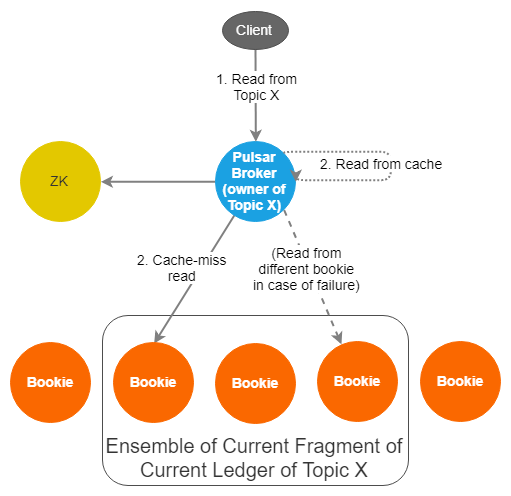 Client
1. Read from
Topic X
ZK
Pulsar
Broker
(owner of
Topic X)
2. Read from cache
2. Cache-miss
read
(Read from
different bookie
in case of failure)
Bookie
Bookie
Bookie
Bookie
Bookie
Ensemble of Current Fragment of
Current Ledger of Topic X